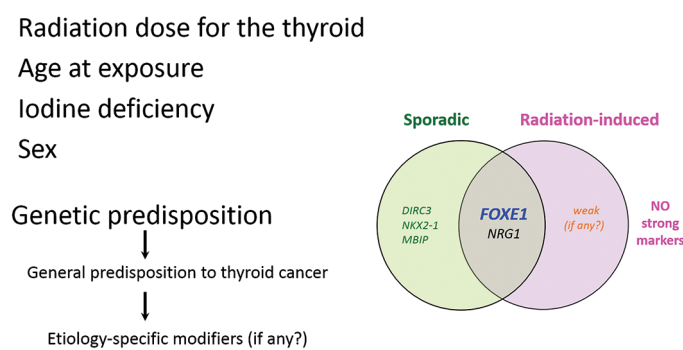 Radiation dose for the thyroid
Age at exposure
Iodine deficiency
Sex
Genetic predisposition
General predisposition to thyroid cancer
Etiology-specific modifiers (if any?)
Sporadic
Radiation-induced
DIRC3
NKX2-1
MBIP
FOXE1
NRG1
weak
(if any?)
NO
strong
markers